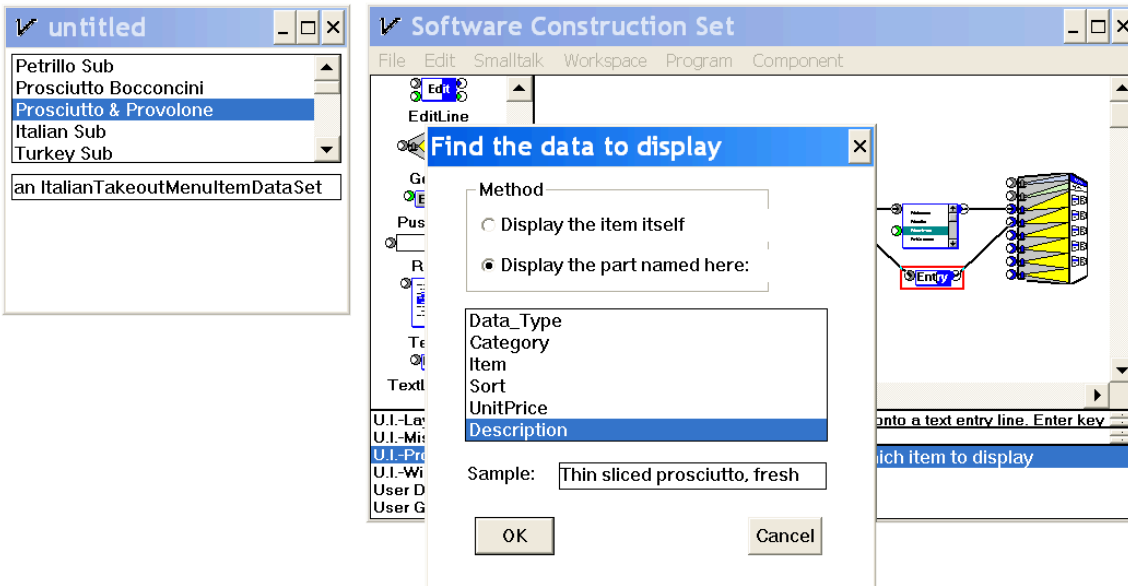 untitled
Petrillo Sub
Prosciutto Bocconcini
Prosciutto & Provolone
Italian Sub
Turkey Sub
an ItalianTakeoutMenuItemDataSet
Software Construction Set
File Edit Smalltalk Workspace Program Component
Edit
EditLine
Pus
Entry
U.I.-La
U.I.-Mi
U.I.-Pr
U.I.-Wi
User D
User G
onto a text entry line. Enter key
ich item to display
Find the data to display
Method
Display the item itself
Display the part named here:
Data_Type
Category
Item
Sort
UnitPrice
Description
Sample: Thin sliced prosciutto, fresh
OK Cancel